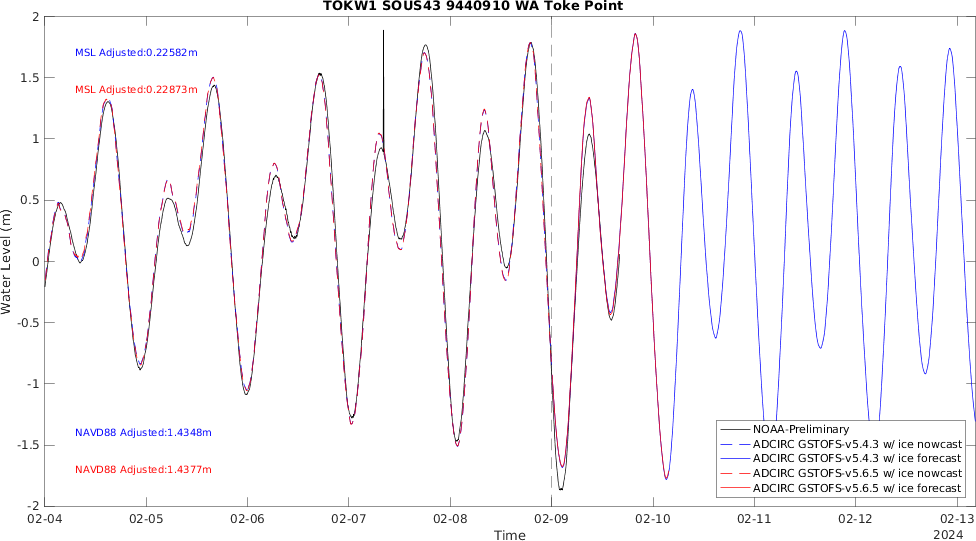 TOKW1 SOUS43 9440910 WA Toke Point
2
1.5
1
0.5
0
-0.5
-1
-1.5
-2
Water Level (m)
MSL Adjusted:0.22582m
MSL Adjusted:0.22873m
NAVD88 Adjusted:1.4348m
NAVD88 Adjusted:1.4377m
NOAA-Preliminary
ADCIRC GSTOFS-v5.4.3 w/ ice nowcast
ADCIRC GSTOFS-v5.4.3 w/ ice forecast
ADCIRC GSTOFS-v5.6.5 w/ ice nowcast
ADCIRC GSTOFS-v5.6.5 w/ ice forecast
02-04 02-05 02-06 02-07 02-08 02-09 02-10 02-11 02-12 02-13
Time
2024